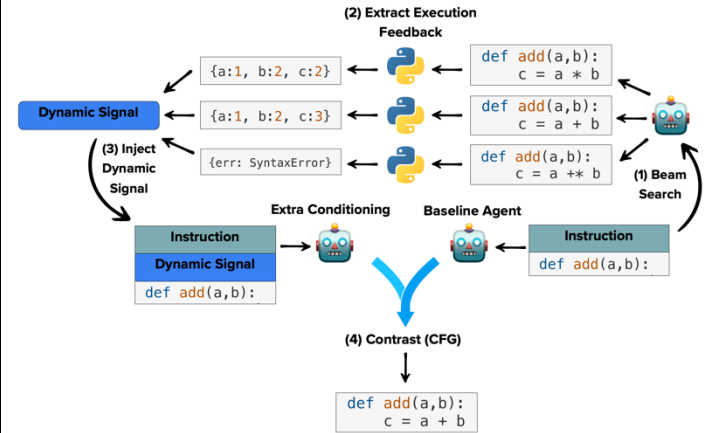 (2) Extract Execution
Feedback
{a:1, b:2, c:2}
def add(a,b):
c = a * b
Dynamic Signal
{a:1, b:2, c:3}
def add(a,b):
c = a + b
(3) Inject
Dynamic
Signal
{err: SyntaxError}
def add(a,b):
c = a +* b
(1) Beam
Search
Extra Conditioning
Baseline Agent
Instruction
Dynamic Signal
def add(a,b):
Instruction
def add(a,b):
(4) Contrast (CFG)
def add(a,b):
c = a + b